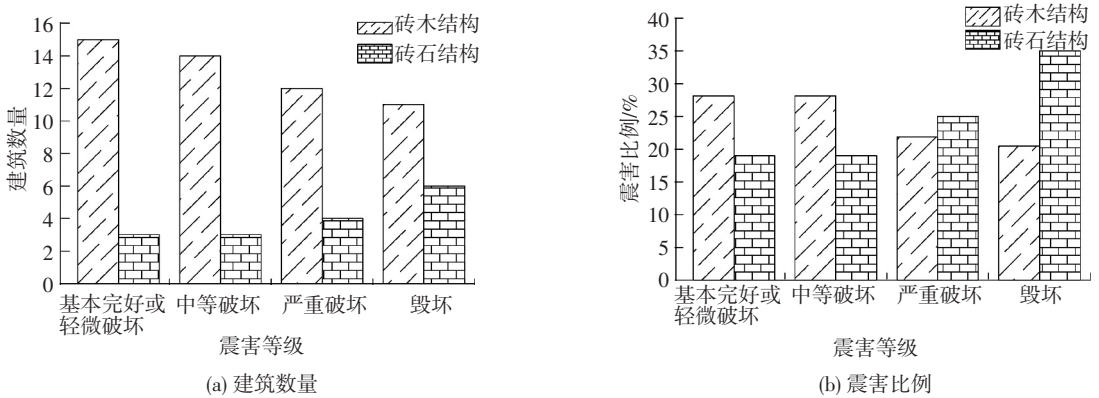 16
14
12
10
8
6
4
2
0
建筑数量
砖木结构
砖石结构
基本完好或
轻微破坏
中等破坏
严重破坏
毁坏
震害等级
(a) 建筑数量
40
35
30
25
20
15
10
5
0
震害比例/%
砖木结构
砖石结构
基本完好或
轻微破坏
中等破坏
严重破坏
毁坏
震害等级
(b) 震害比例